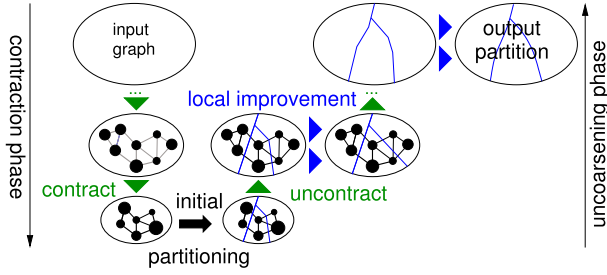 contraction phase
input
graph
...
contract
initial
partitioning
local improvement
uncontract
...
output
partition
uncoarsening phase